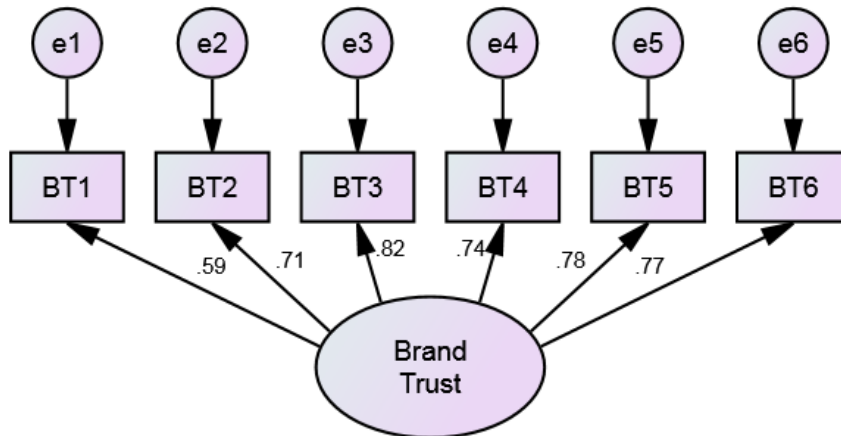 e1 e2 e3 e4 e5 e6
BT1 BT2 BT3 BT4 BT5 BT6
.59 .71 .82 .74 .78 .77
Brand
Trust